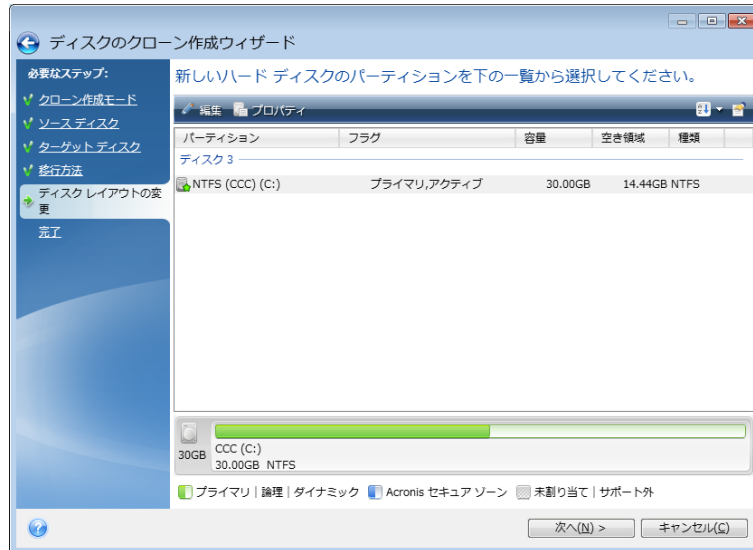 ディスクのクローン作成ウィザード
必要なステップ:
クローン作成モード
ソース ディスク
ターゲット ディスク
移行方法
ディスク レイアウトの変
更
完了
新しいハード ディスクのパーティションを下の一覧から選択してください。
編集 プロパティ
パーティション フラグ 容量 空き領域 種類
ディスク 3
NTFS (CCC) (C:) プライマリ,アクティブ 30.00GB 14.44GB NTFS
30GB
CCC (C:)
30.00GB NTFS
プライマリ | 論理 | ダイナミック Acronis セキュア ゾーン 未割り当て | サポート外
次へ(N) > キャンセル(C)